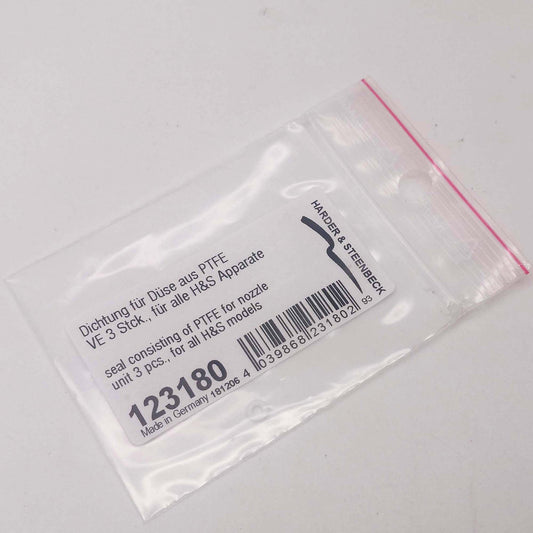 HARDER & STEENBECK
Dichtung für Düse aus PTFE
VE 3 Stck., für alle H&S Apparate
seal consisting of PTFE for nozzle
unit 3 pcs., for all H&S models
123180
Made in Germany 181206
4 039868 231802
93